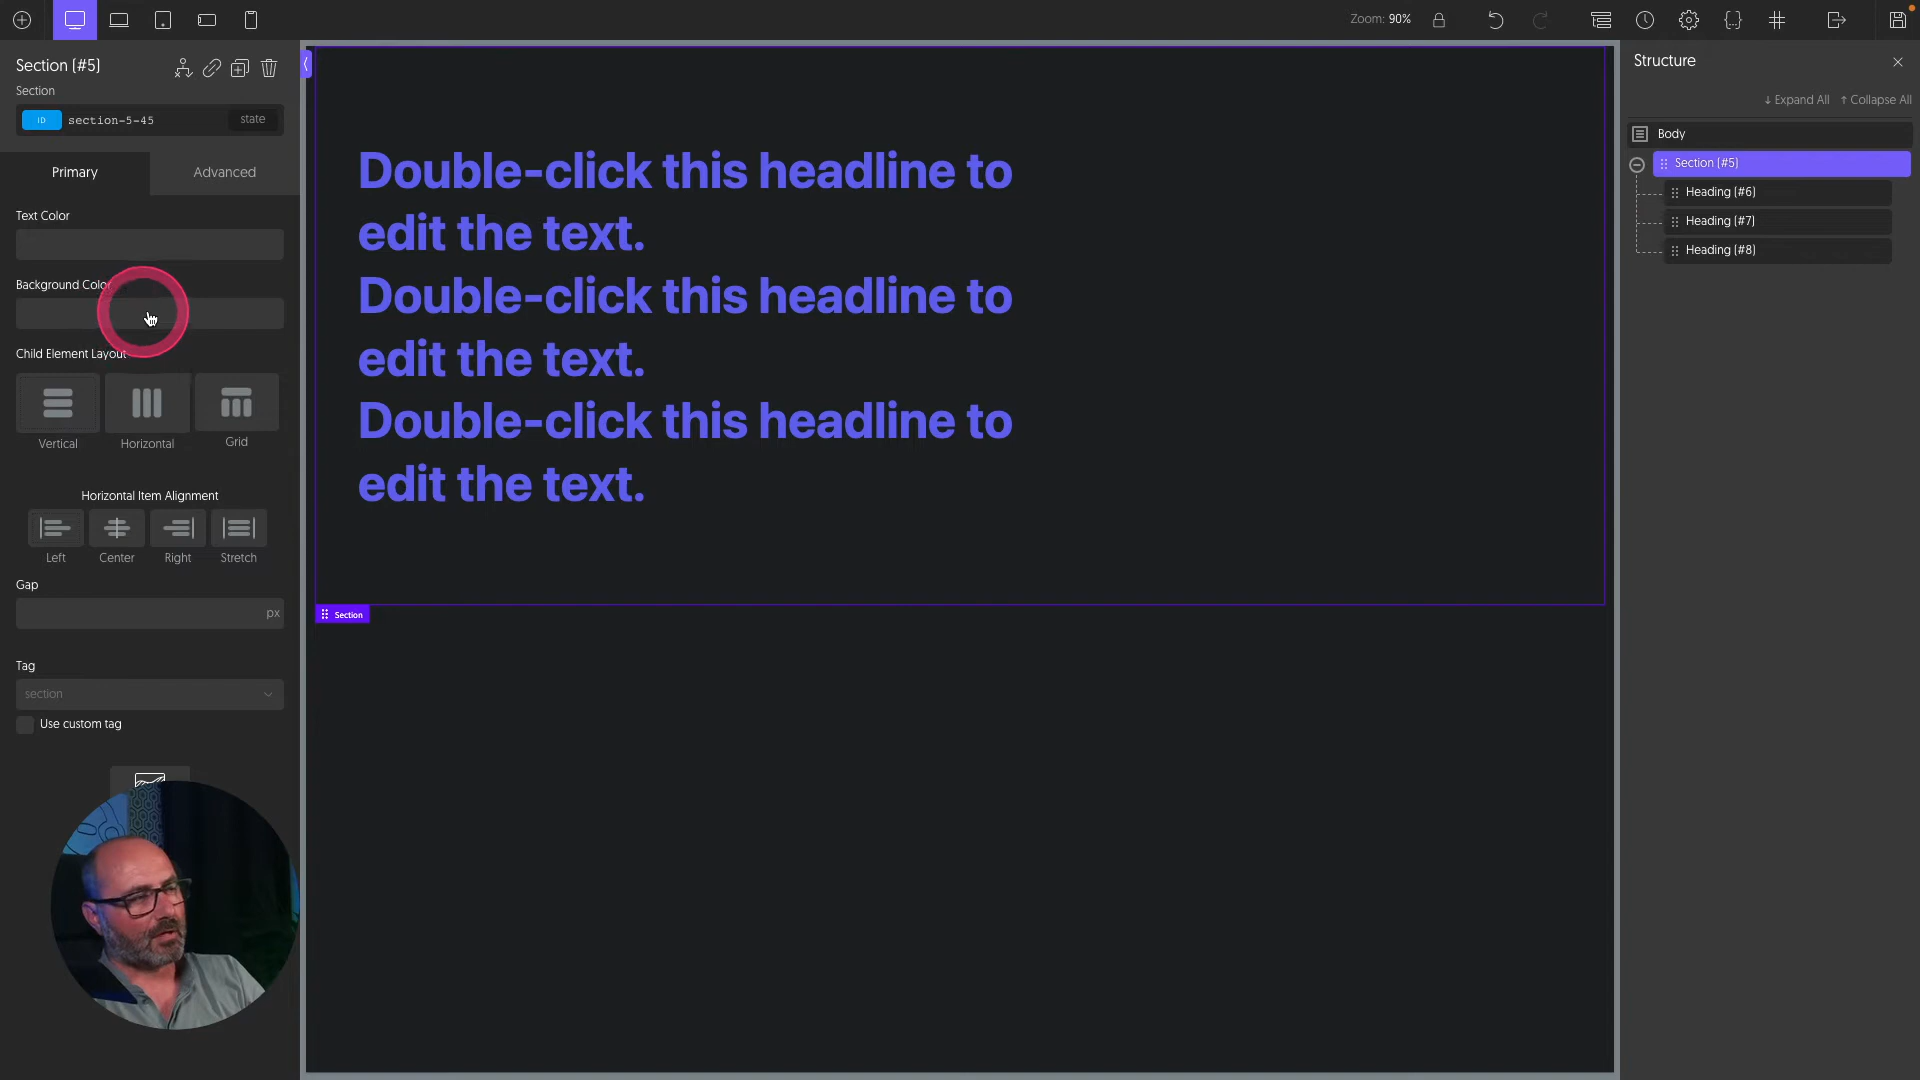 Zoom: 90%
Section (#5)
Section
ID section-5-45 state
Primary Advanced
Text Color
Background Color
Child Element Layout
Vertical Horizontal Grid
Horizontal Item Alignment
Left Center Right Stretch
Gap
px
Tag
section
Use custom tag
Double-click this headline to
edit the text.
Double-click this headline to
edit the text.
Double-click this headline to
edit the text.
Section
Structure
Expand All Collapse All
Body
Section (#5)
Heading (#6)
Heading (#7)
Heading (#8)